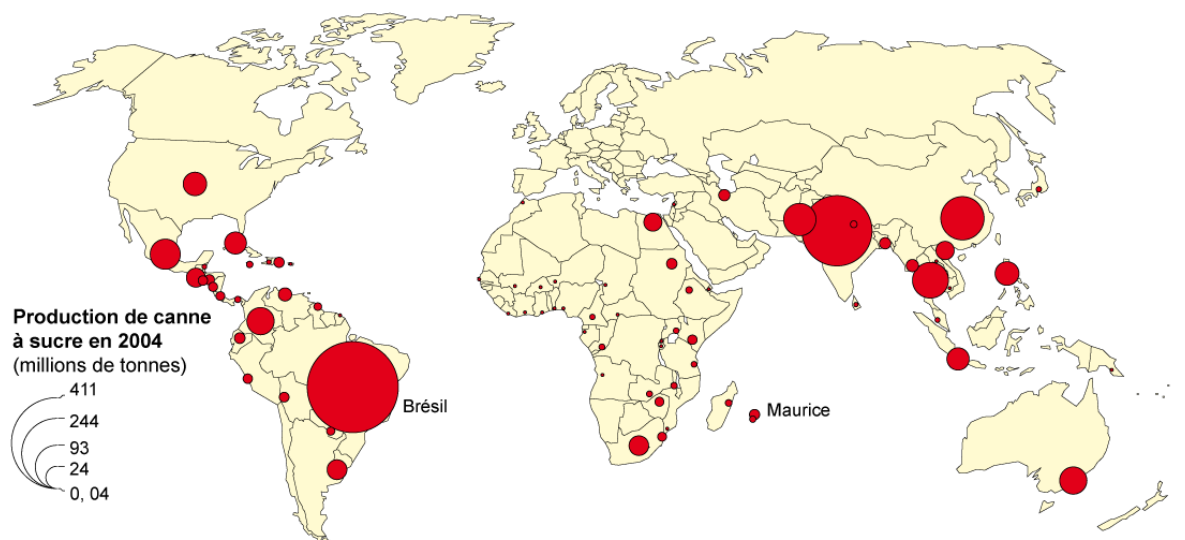 Production de canne
à sucre en 2004
(millions de tonnes)
411
244
93
24
0, 04
Brésil
Maurice